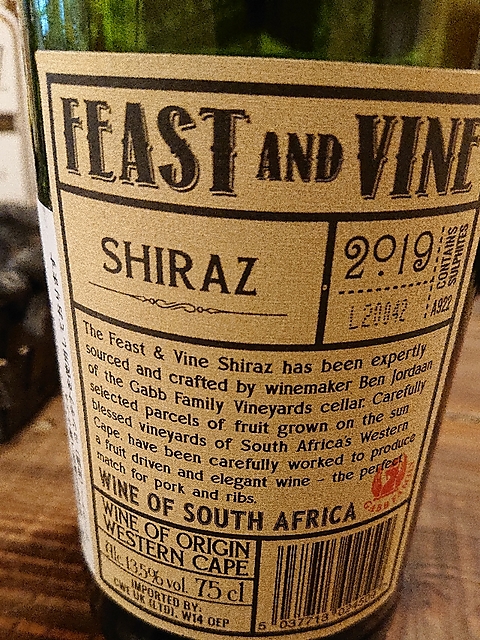 FEAST AND VINE
SHIRAZ
2019
L20042
CONTAINS
SULPHITES
A922
The Feast & Vine Shiraz has been expertly
sourced and crafted by winemaker Ben Jordaan
of the Gabb Family Vineyards cellar. Carefully
selected parcels of fruit grown on the sun
blessed vineyards of South Africa's Western
Cape, have been carefully worked to produce
a fruit driven and elegant wine – the perfect
match for pork and ribs.
WINE OF SOUTH AFRICA
WINE OF ORIGIN
WESTERN CAPE
Alc 13.5% vol. 75 cl
IMPORTED BY:
CWF UK (LTD), W14 0EP
5 037713